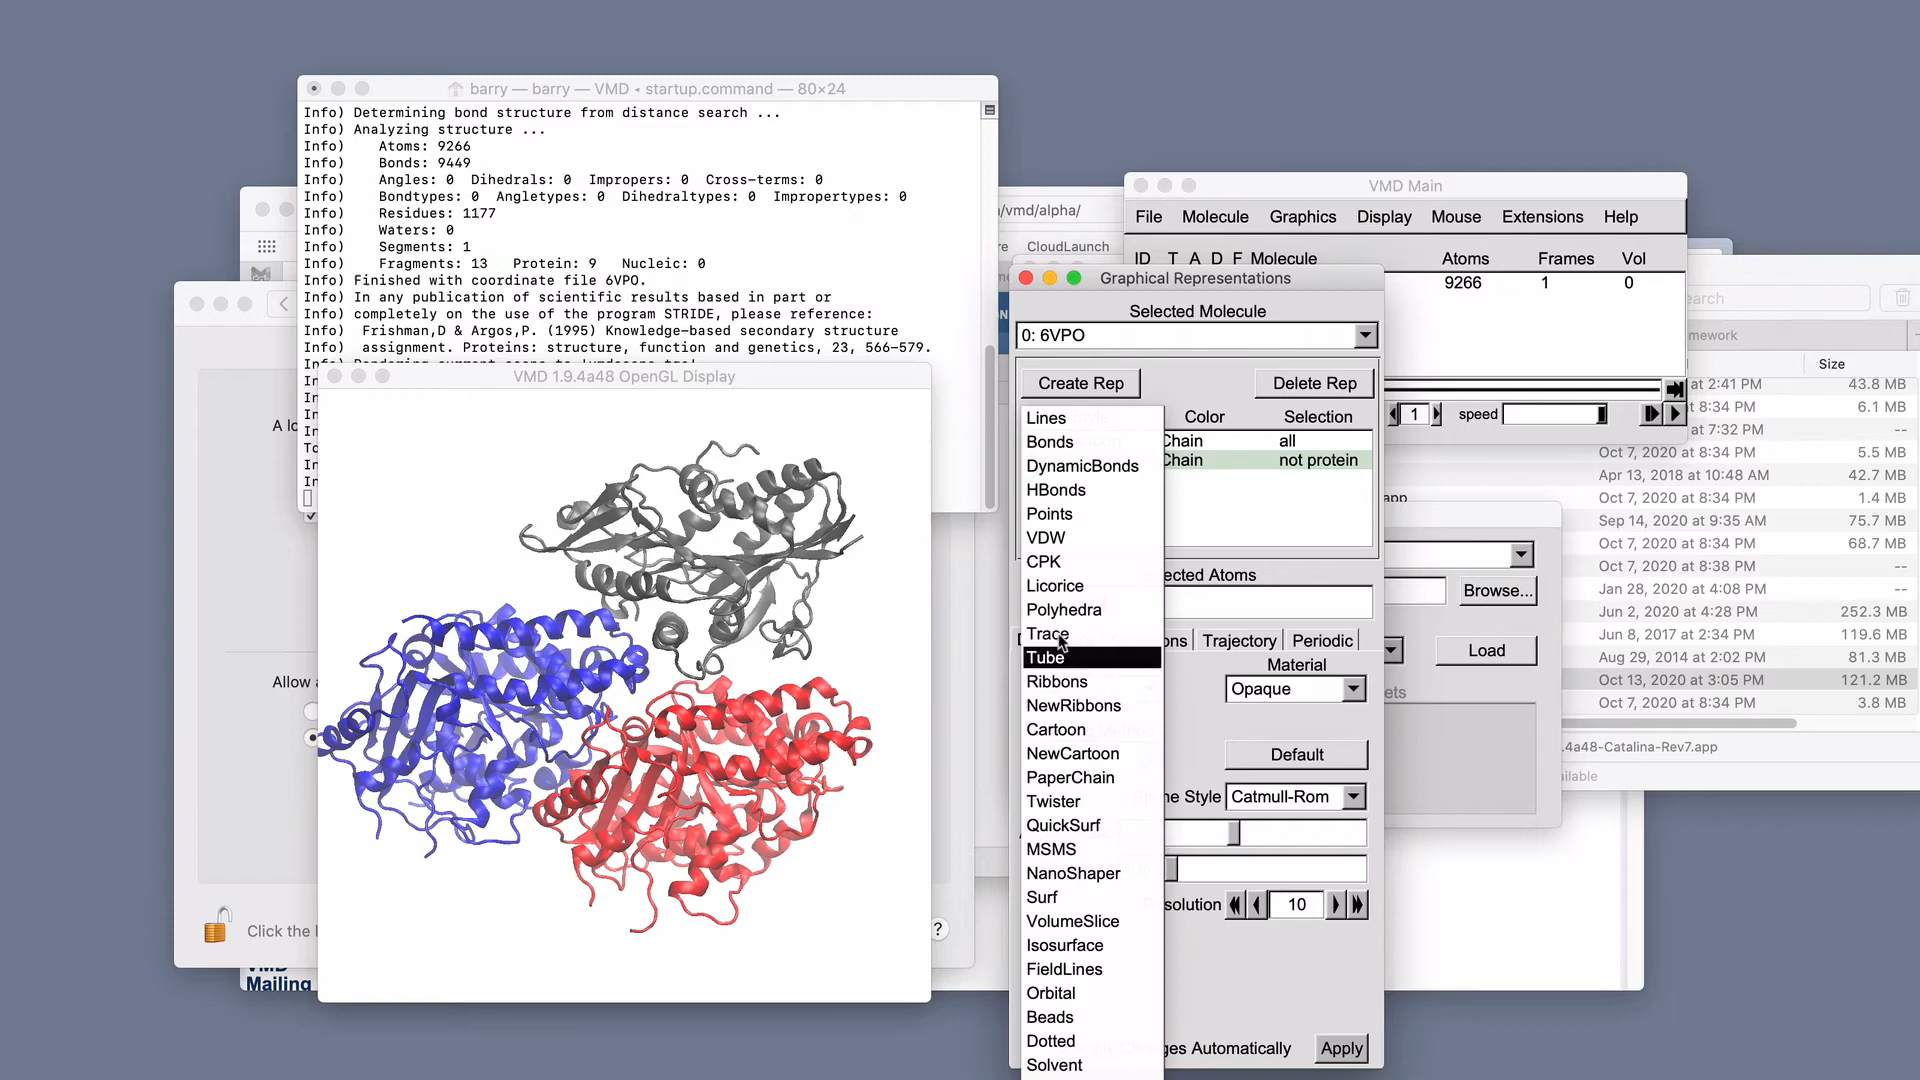 barry — barry — VMD ◂ startup.command — 80×24
Info) Determining bond structure from distance search ...
Info) Analyzing structure ...
Info)    Atoms: 9266
Info)    Bonds: 9449
Info)    Angles: 0  Dihedrals: 0  Impropers: 0  Cross-terms: 0
Info)    Bondtypes: 0  Angletypes: 0  Dihedraltypes: 0  Impropertypes: 0
Info)    Residues: 1177
Info)    Waters: 0
Info)    Segments: 1
Info)    Fragments: 13   Protein: 9   Nucleic: 0
Info) Finished with coordinate file 6VPO.
Info) In any publication of scientific results based in part or
Info) completely on the use of the program STRIDE, please reference:
Info)  Frishman,D & Argos,P. (1995) Knowledge-based secondary structure
Info)  assignment. Proteins: structure, function and genetics, 23, 566-579.
VMD 1.9.4a48 OpenGL Display
/vmd/alpha/
CloudLaunch
VMD Main
File Molecule Graphics Display Mouse Extensions Help
ID T A D F Molecule Atoms Frames Vol
9266 1 0
1 speed
Graphical Representations
Selected Molecule
0: 6VPO
Create Rep Delete Rep
Color Selection
Chain all
Chain not protein
Lines
Bonds
DynamicBonds
HBonds
Points
VDW
CPK
Licorice
Polyhedra
Trace
Tube
Ribbons
NewRibbons
Cartoon
NewCartoon
PaperChain
Twister
QuickSurf
MSMS
NanoShaper
Surf
VolumeSlice
Isosurface
FieldLines
Orbital
Beads
Dotted
Solvent
ected Atoms
ons Trajectory Periodic
Material
Opaque
Default
ne Style Catmull-Rom
solution 10
ges Automatically Apply
Browse...
Load
ets
app
earch
mework
Size
at 2:41 PM 43.8 MB
at 8:34 PM 6.1 MB
at 7:32 PM --
Oct 7, 2020 at 8:34 PM 5.5 MB
Apr 13, 2018 at 10:48 AM 42.7 MB
Oct 7, 2020 at 8:34 PM 1.4 MB
Sep 14, 2020 at 9:35 AM 75.7 MB
Oct 7, 2020 at 8:34 PM 68.7 MB
Oct 7, 2020 at 8:38 PM --
Jan 28, 2020 at 4:08 PM --
Jun 2, 2020 at 4:28 PM 252.3 MB
Jun 8, 2017 at 2:34 PM 119.6 MB
Aug 29, 2014 at 2:02 PM 81.3 MB
Oct 13, 2020 at 3:05 PM 121.2 MB
Oct 7, 2020 at 8:34 PM 3.8 MB
.4a48-Catalina-Rev7.app
ailable
A lo
Allow a
Click the l
?
VMD
Mailing